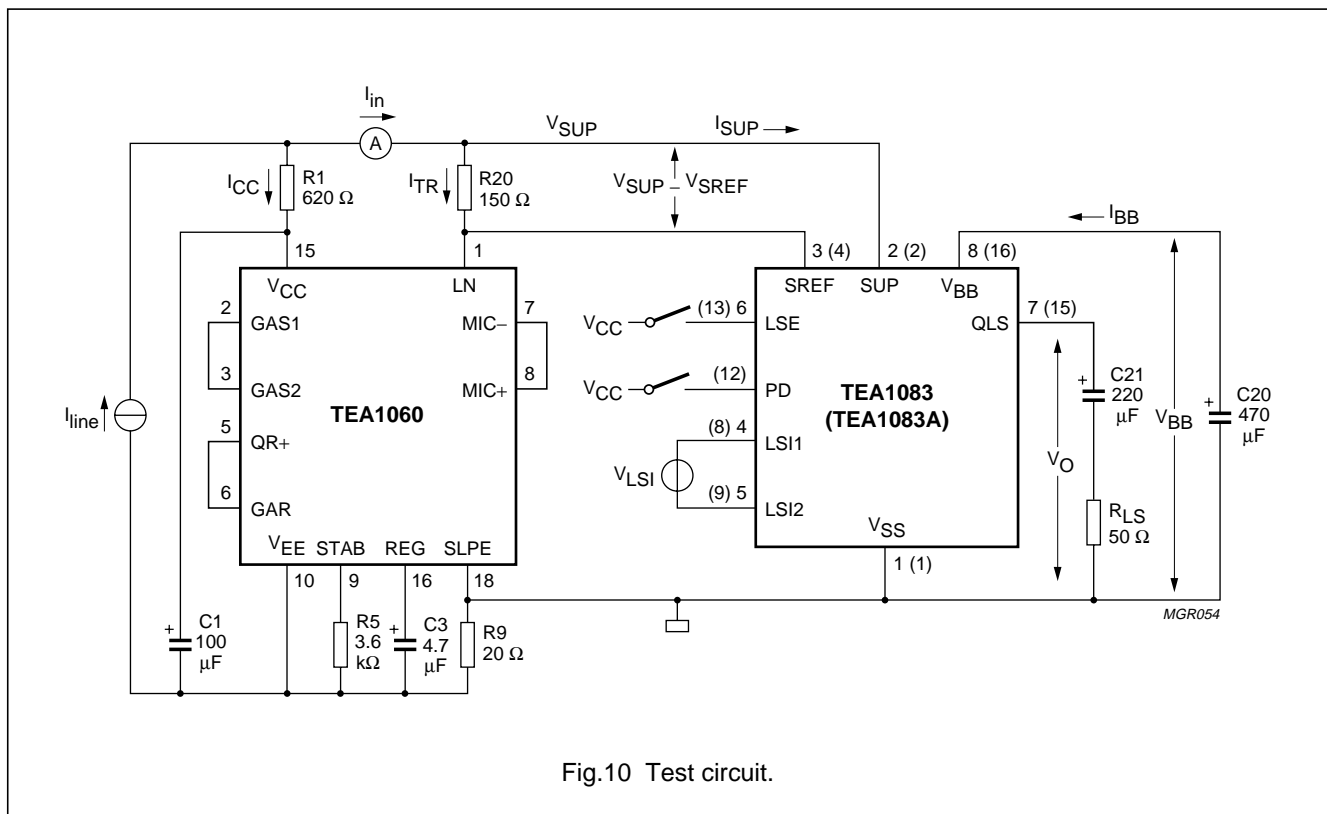 I_in
V_SUP
I_SUP
A
I_CC
R1
620 Ω
I_TR
R20
150 Ω
V_SUP – V_SREF
I_BB
15
1
3 (4)
2 (2)
8 (16)
V_CC
LN
SREF
SUP
V_BB
2
GAS1
MIC−
7
V_CC
(13) 6
LSE
QLS
7 (15)
3
GAS2
MIC+
8
V_CC
(12)
PD
C21
220
μF
C20
470
μF
TEA1060
TEA1083
(TEA1083A)
I_line
5
QR+
(8) 4
LSI1
V_O
V_BB
V_LSI
6
GAR
(9) 5
LSI2
R_LS
50 Ω
V_EE
STAB
REG
SLPE
V_SS
10
9
16
18
1 (1)
MGR054
C1
100
μF
R5
3.6
kΩ
C3
4.7
μF
R9
20 Ω
+
+
+
+
Fig.10 Test circuit.